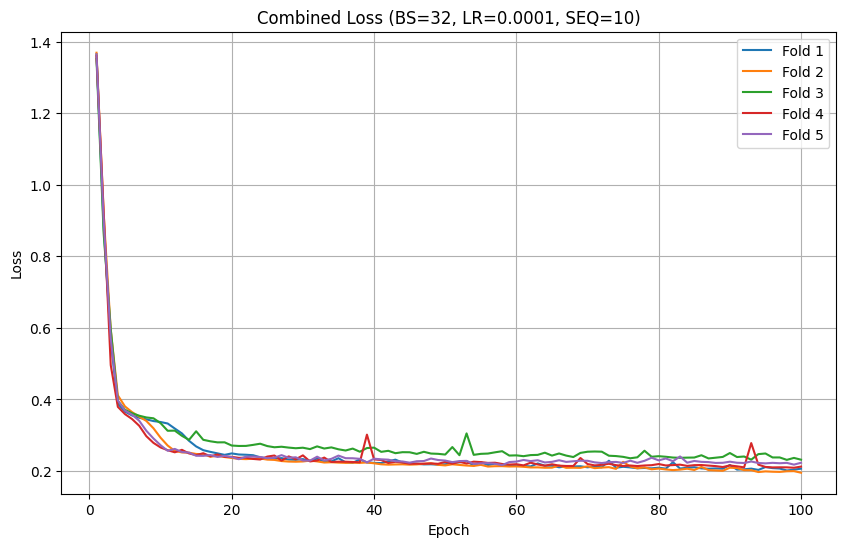 Combined Loss (BS=32, LR=0.0001, SEQ=10)
Fold 1
Fold 2
Fold 3
Fold 4
Fold 5
Loss
1.4
1.2
1.0
0.8
0.6
0.4
0.2
0 20 40 60 80 100
Epoch